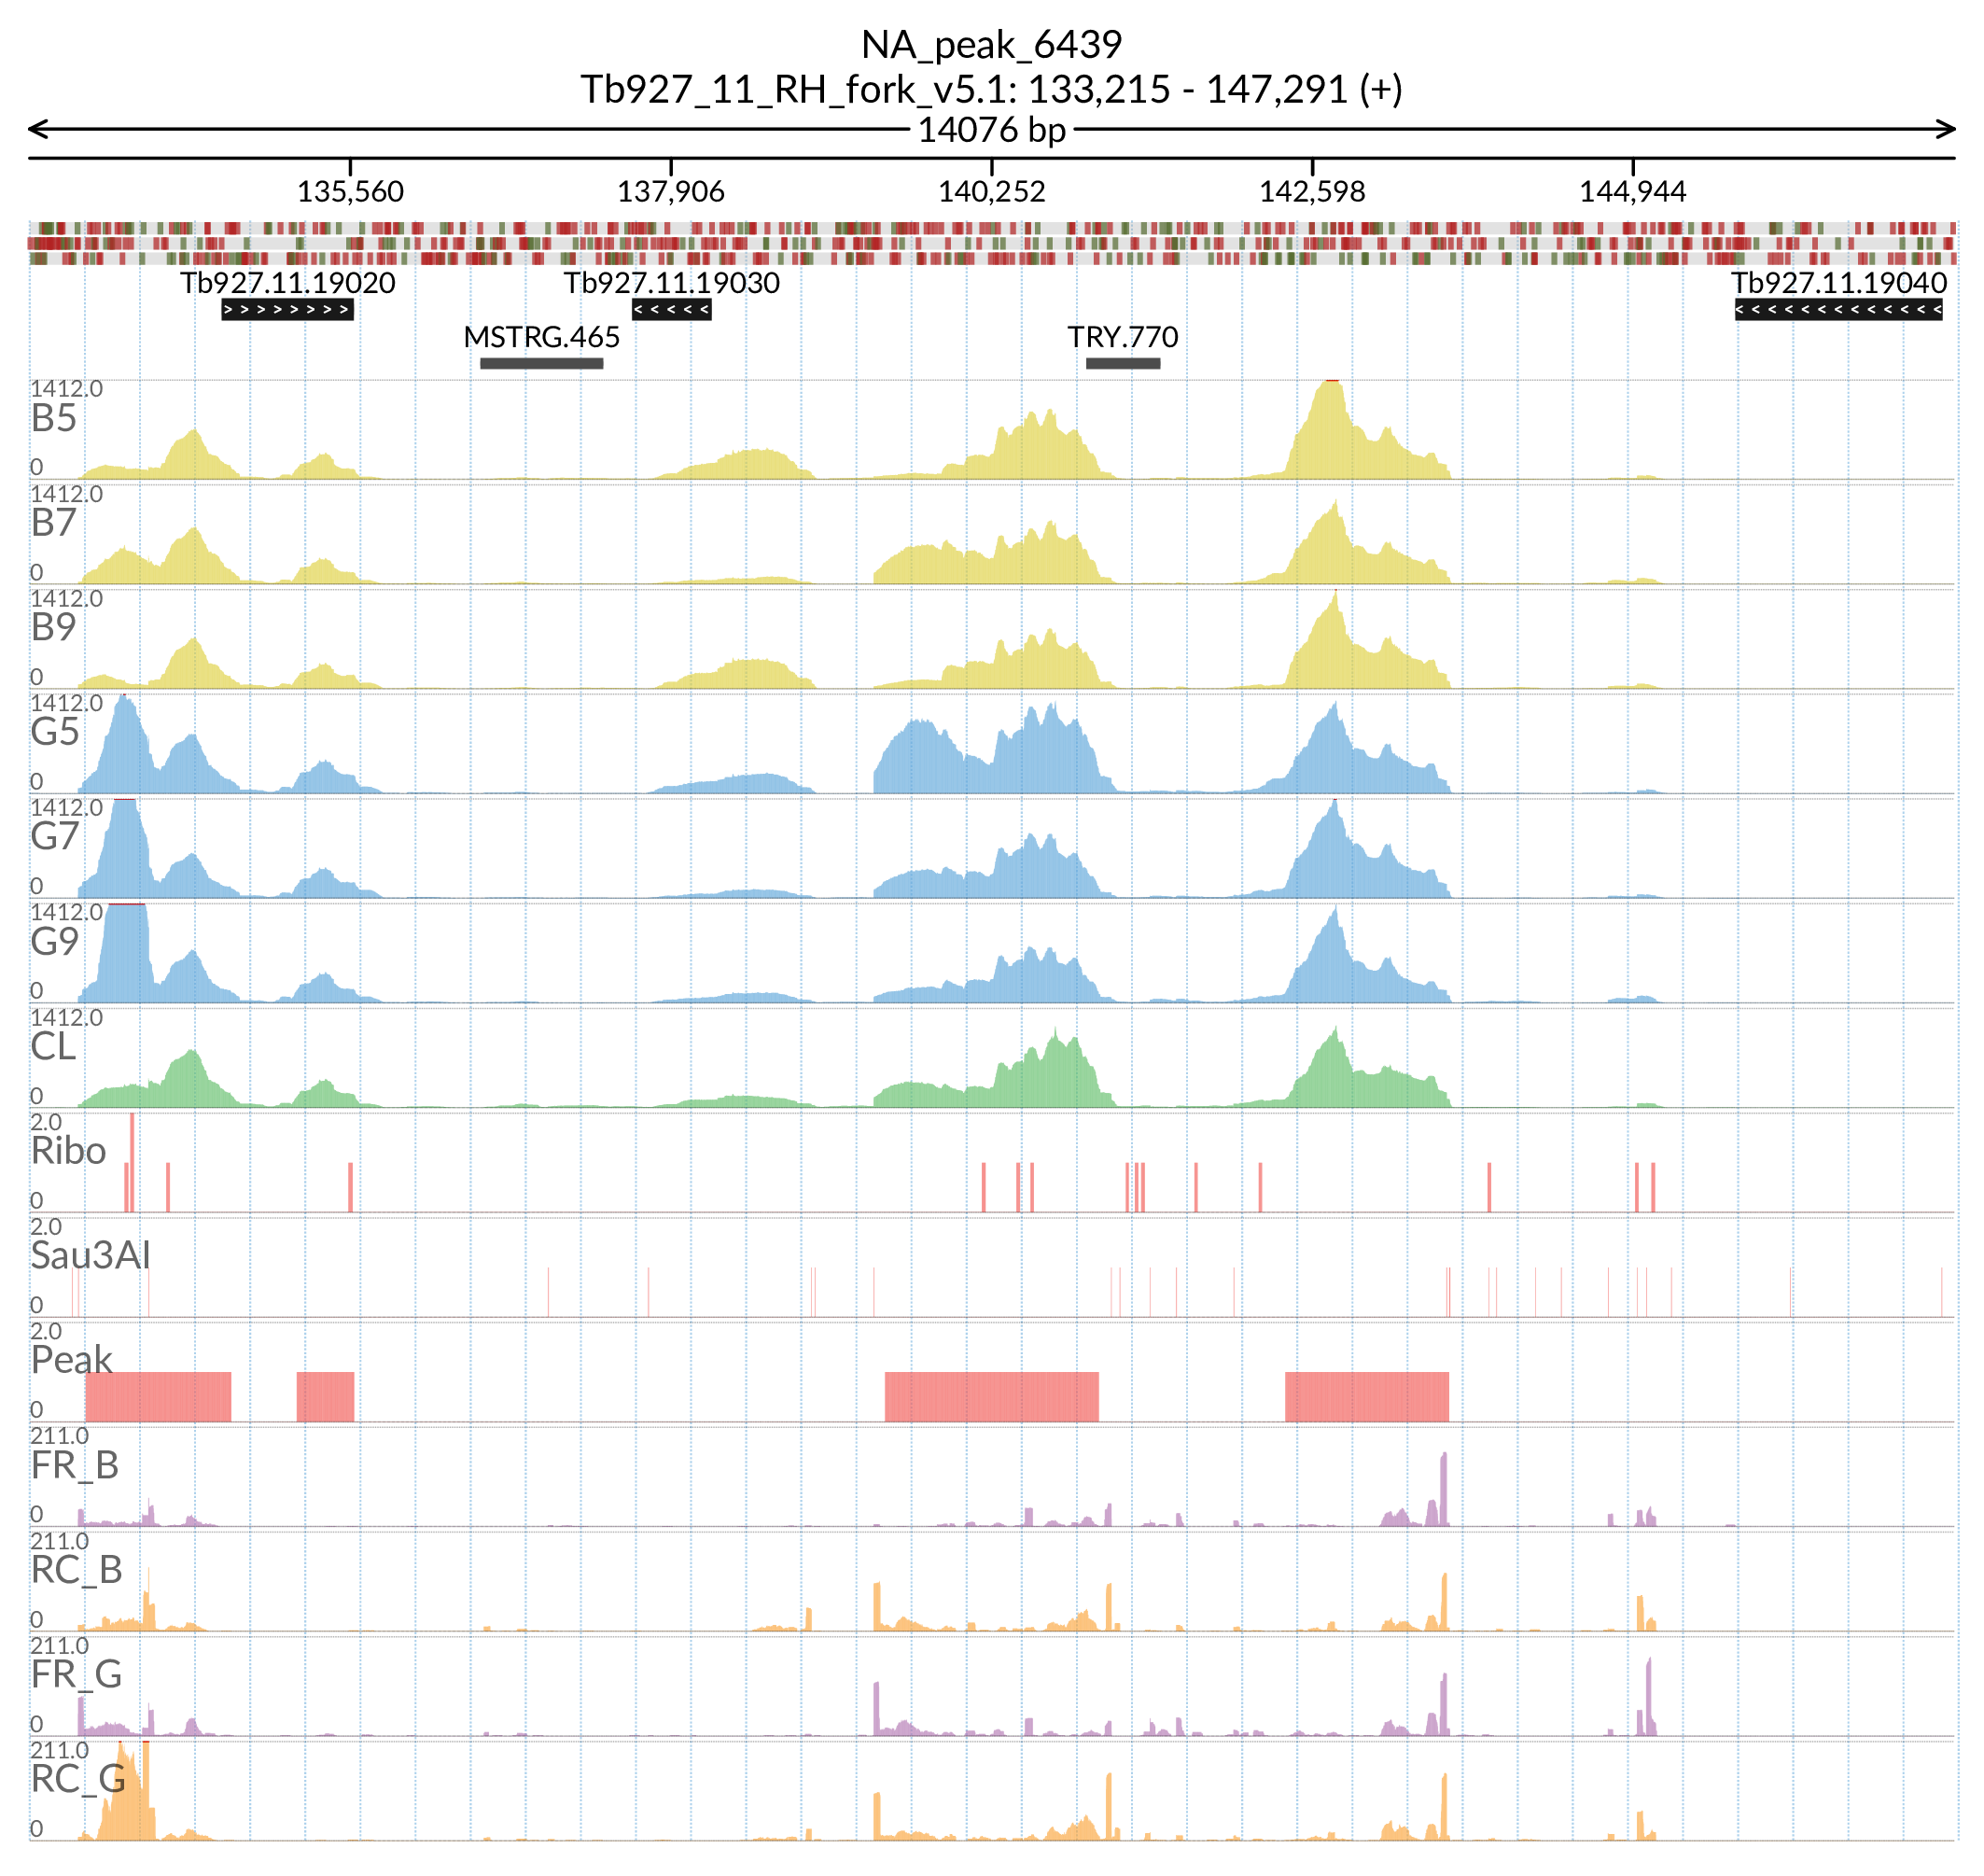 NA_peak_6439
Tb927_11_RH_fork_v5.1: 133,215 - 147,291 (+)
14076 bp
135,560 137,906 140,252 142,598 144,944
Tb927.11.19020 Tb927.11.19030 Tb927.11.19040
MSTRG.465 TRY.770
1412.0
B5
0
1412.0
B7
0
1412.0
B9
0
1412.0
G5
0
1412.0
G7
0
1412.0
G9
0
1412.0
CL
0
2.0
Ribo
0
2.0
Sau3AI
0
2.0
Peak
0
211.0
FR_B
0
211.0
RC_B
0
211.0
FR_G
0
211.0
RC_G
0